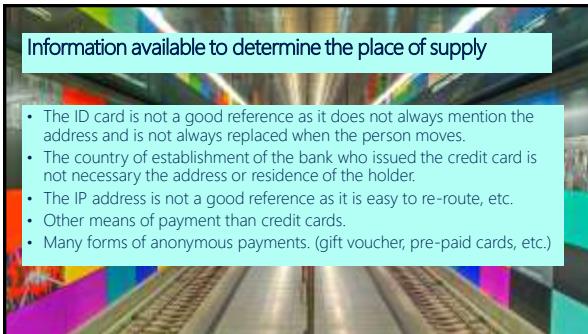 Information available to determine the place of supply
• The ID card is not a good reference as it does not always mention the
address and is not always replaced when the person moves.
• The country of establishment of the bank who issued the credit card is
not necessary the address or residence of the holder.
• The IP address is not a good reference as it is easy to re-route, etc.
• Other means of payment than credit cards.
• Many forms of anonymous payments. (gift voucher, pre-paid cards, etc.)